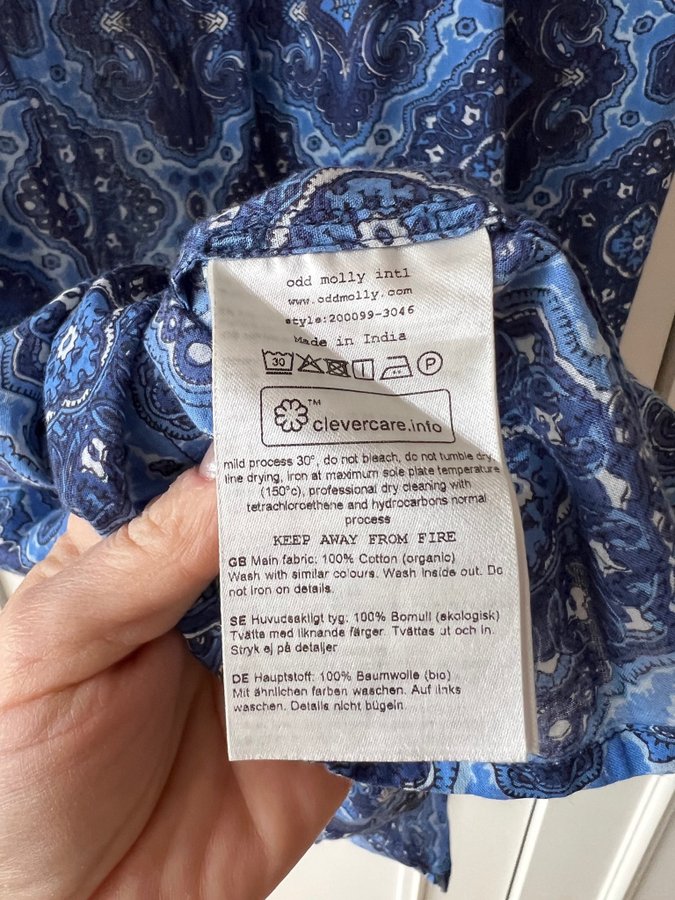 odd molly intl
www.oddmolly.com
style:200099-3046
Made in India
30 P
TM
clevercare.info
mild process 30°, do not bleach, do not tumble dry,
line drying, iron at maximum sole plate temperature
(150°c), professional dry cleaning with
tetrachloroethene and hydrocarbons normal
process
KEEP AWAY FROM FIRE
GB Main fabric: 100% Cotton (organic)
Wash with similar colours. Wash Inside out. Do
not iron on details.
SE Huvudsakligt tyg: 100% Bomull (ekologisk)
Tvätta med liknande färger. Tvättas ut och in.
Stryk ej på detaljer
DE Hauptstoff: 100% Baumwolle (bio)
Mit ähnlichen farben waschen. Auf links
waschen. Details nicht bügeln.